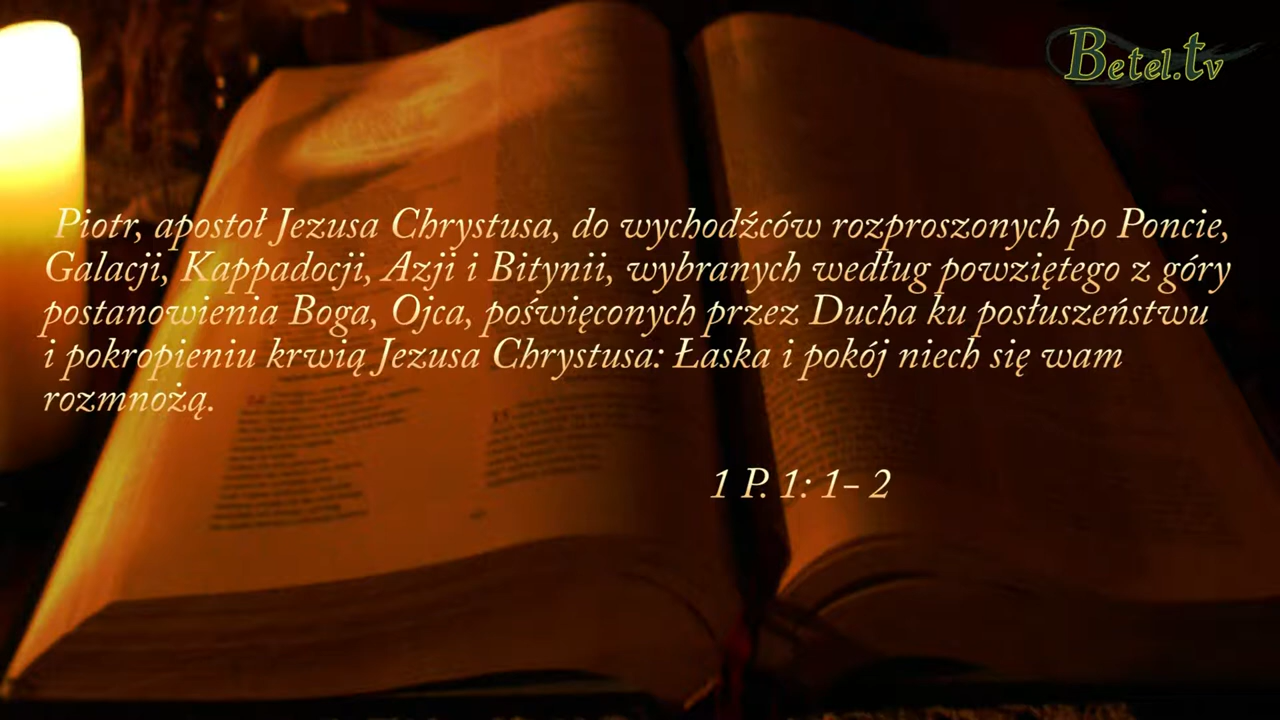 Betel.tv
Piotr, apostoł Jezusa Chrystusa, do wychodźców rozproszonych po Poncie,
Galacji, Kappadocji, Azji i Bitynii, wybranych według powziętego z góry
postanowienia Boga, Ojca, poświęconych przez Ducha ku posłuszeństwu
i pokropieniu krwią Jezusa Chrystusa: Łaska i pokój niech się wam
rozmnożą.
1 P. 1: 1- 2